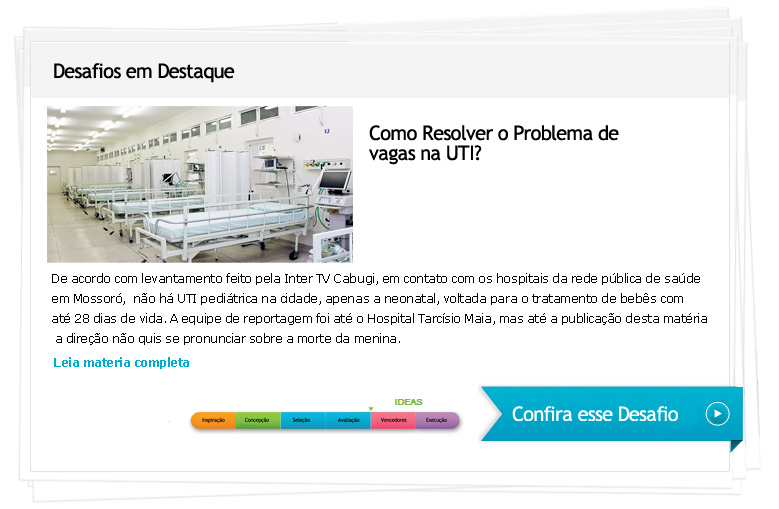 Desafios em Destaque
Como Resolver o Problema de
vagas na UTI?
De acordo com levantamento feito pela Inter TV Cabugi, em contato com os hospitais da rede pública de saúde
em Mossoró, não há UTI pediátrica na cidade, apenas a neonatal, voltada para o tratamento de bebês com
até 28 dias de vida. A equipe de reportagem foi até o Hospital Tarcísio Maia, mas até a publicação desta matéria
a direção não quis se pronunciar sobre a morte da menina.
Leia materia completa
IDEAS
Inspiração Concepção Seleção Avaliação Vencedores Execução
Confira esse Desafio